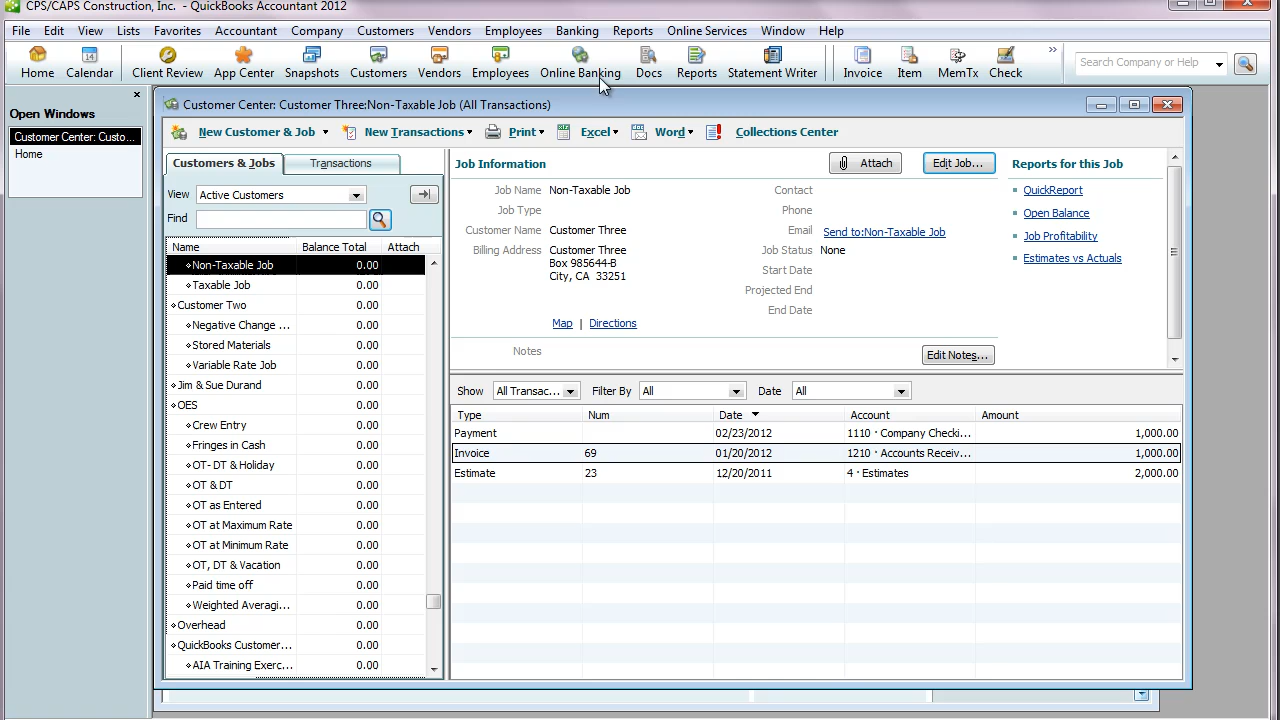 CPS/CAPS Construction, Inc. - QuickBooks Accountant 2012
File Edit View Lists Favorites Accountant Company Customers Vendors Employees Banking Reports Online Services Window Help
Home Calendar Client Review App Center Snapshots Customers Vendors Employees Online Banking Docs Reports Statement Writer Invoice Item MemTx Check
14
»
Search Company or Help
Open Windows
Customer Center: Custo...
Home
Customer Center: Customer Three:Non-Taxable Job (All Transactions)
New Customer & Job New Transactions Print Excel Word Collections Center
Customers & Jobs Transactions
View Active Customers
Find
Name Balance Total Attach
Non-Taxable Job 0.00
Taxable Job 0.00
Customer Two 0.00
Negative Change ... 0.00
Stored Materials 0.00
Variable Rate Job 0.00
Jim & Sue Durand 0.00
OES 0.00
Crew Entry 0.00
Fringes in Cash 0.00
OT- DT & Holiday 0.00
OT & DT 0.00
OT as Entered 0.00
OT at Maximum Rate 0.00
OT at Minimum Rate 0.00
OT, DT & Vacation 0.00
Paid time off 0.00
Weighted Averagi... 0.00
Overhead 0.00
QuickBooks Customer... 0.00
AIA Training Exerc... 0.00
Job Information Attach Edit Job...
Job Name Non-Taxable Job
Job Type
Customer Name Customer Three
Billing Address Customer Three
Box 985644-B
City, CA 33251
Map | Directions
Notes
Contact
Phone
Email Send to:Non-Taxable Job
Job Status None
Start Date
Projected End
End Date
Edit Notes...
Reports for this Job
QuickReport
Open Balance
Job Profitability
Estimates vs Actuals
Show All Transac... Filter By All Date All
Type Num Date Account Amount
Payment 02/23/2012 1110 · Company Checki... 1,000.00
Invoice 69 01/20/2012 1210 · Accounts Receiv... 1,000.00
Estimate 23 12/20/2011 4 · Estimates 2,000.00